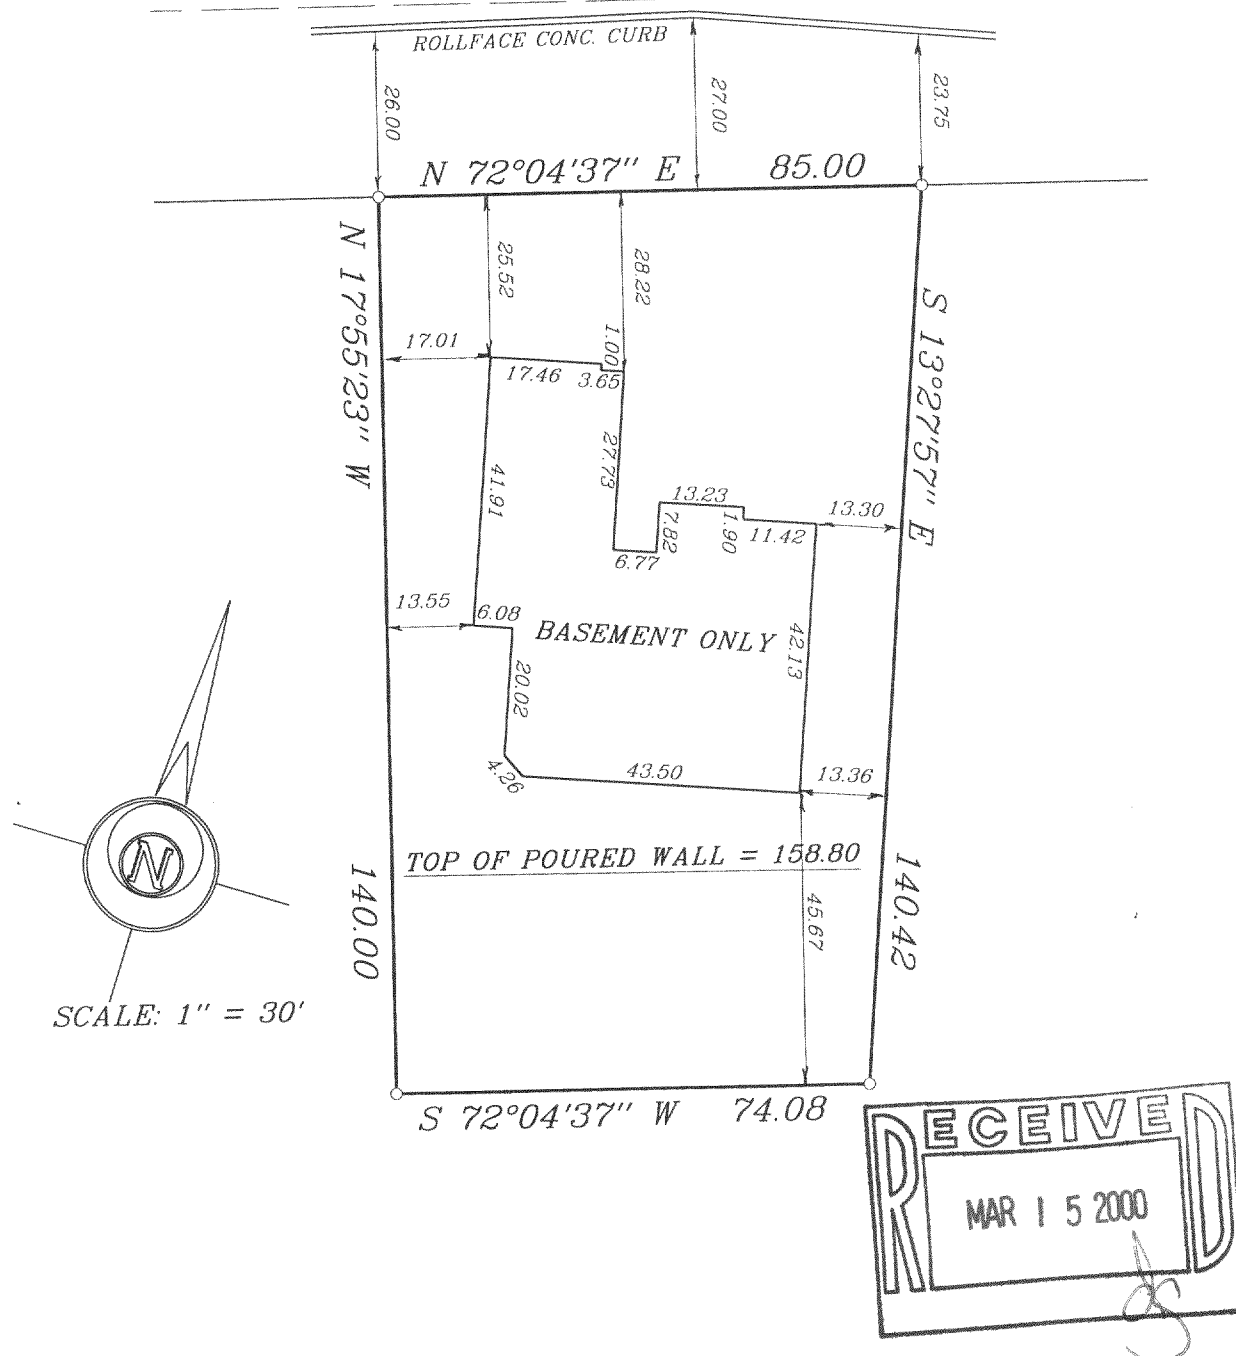 ROLLFACE CONC. CURB
26.00
27.00
23.75
N 72°04'37" E 85.00
N 17°55'23" W
25.52
28.22
S 13°27'57" E
17.01
1.00
17.46
3.65
41.91
27.73
13.23
7.82
1.90
11.42
13.30
6.77
13.55
6.08
BASEMENT ONLY
42.13
20.02
4.26
43.50
13.36
TOP OF POURED WALL = 158.80
N
140.00
45.67
140.42
SCALE: 1" = 30'
S 72°04'37" W 74.08
RECEIVED
MAR 15 2000